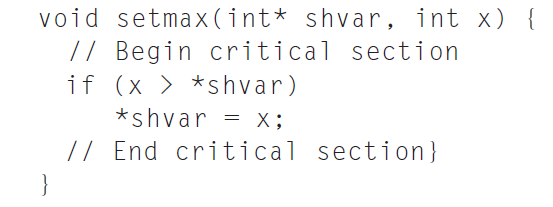 void setmax(int* shvar, int x) {
  // Begin critical section
  if (x > *shvar)
     *shvar = x;
  // End critical section}
}